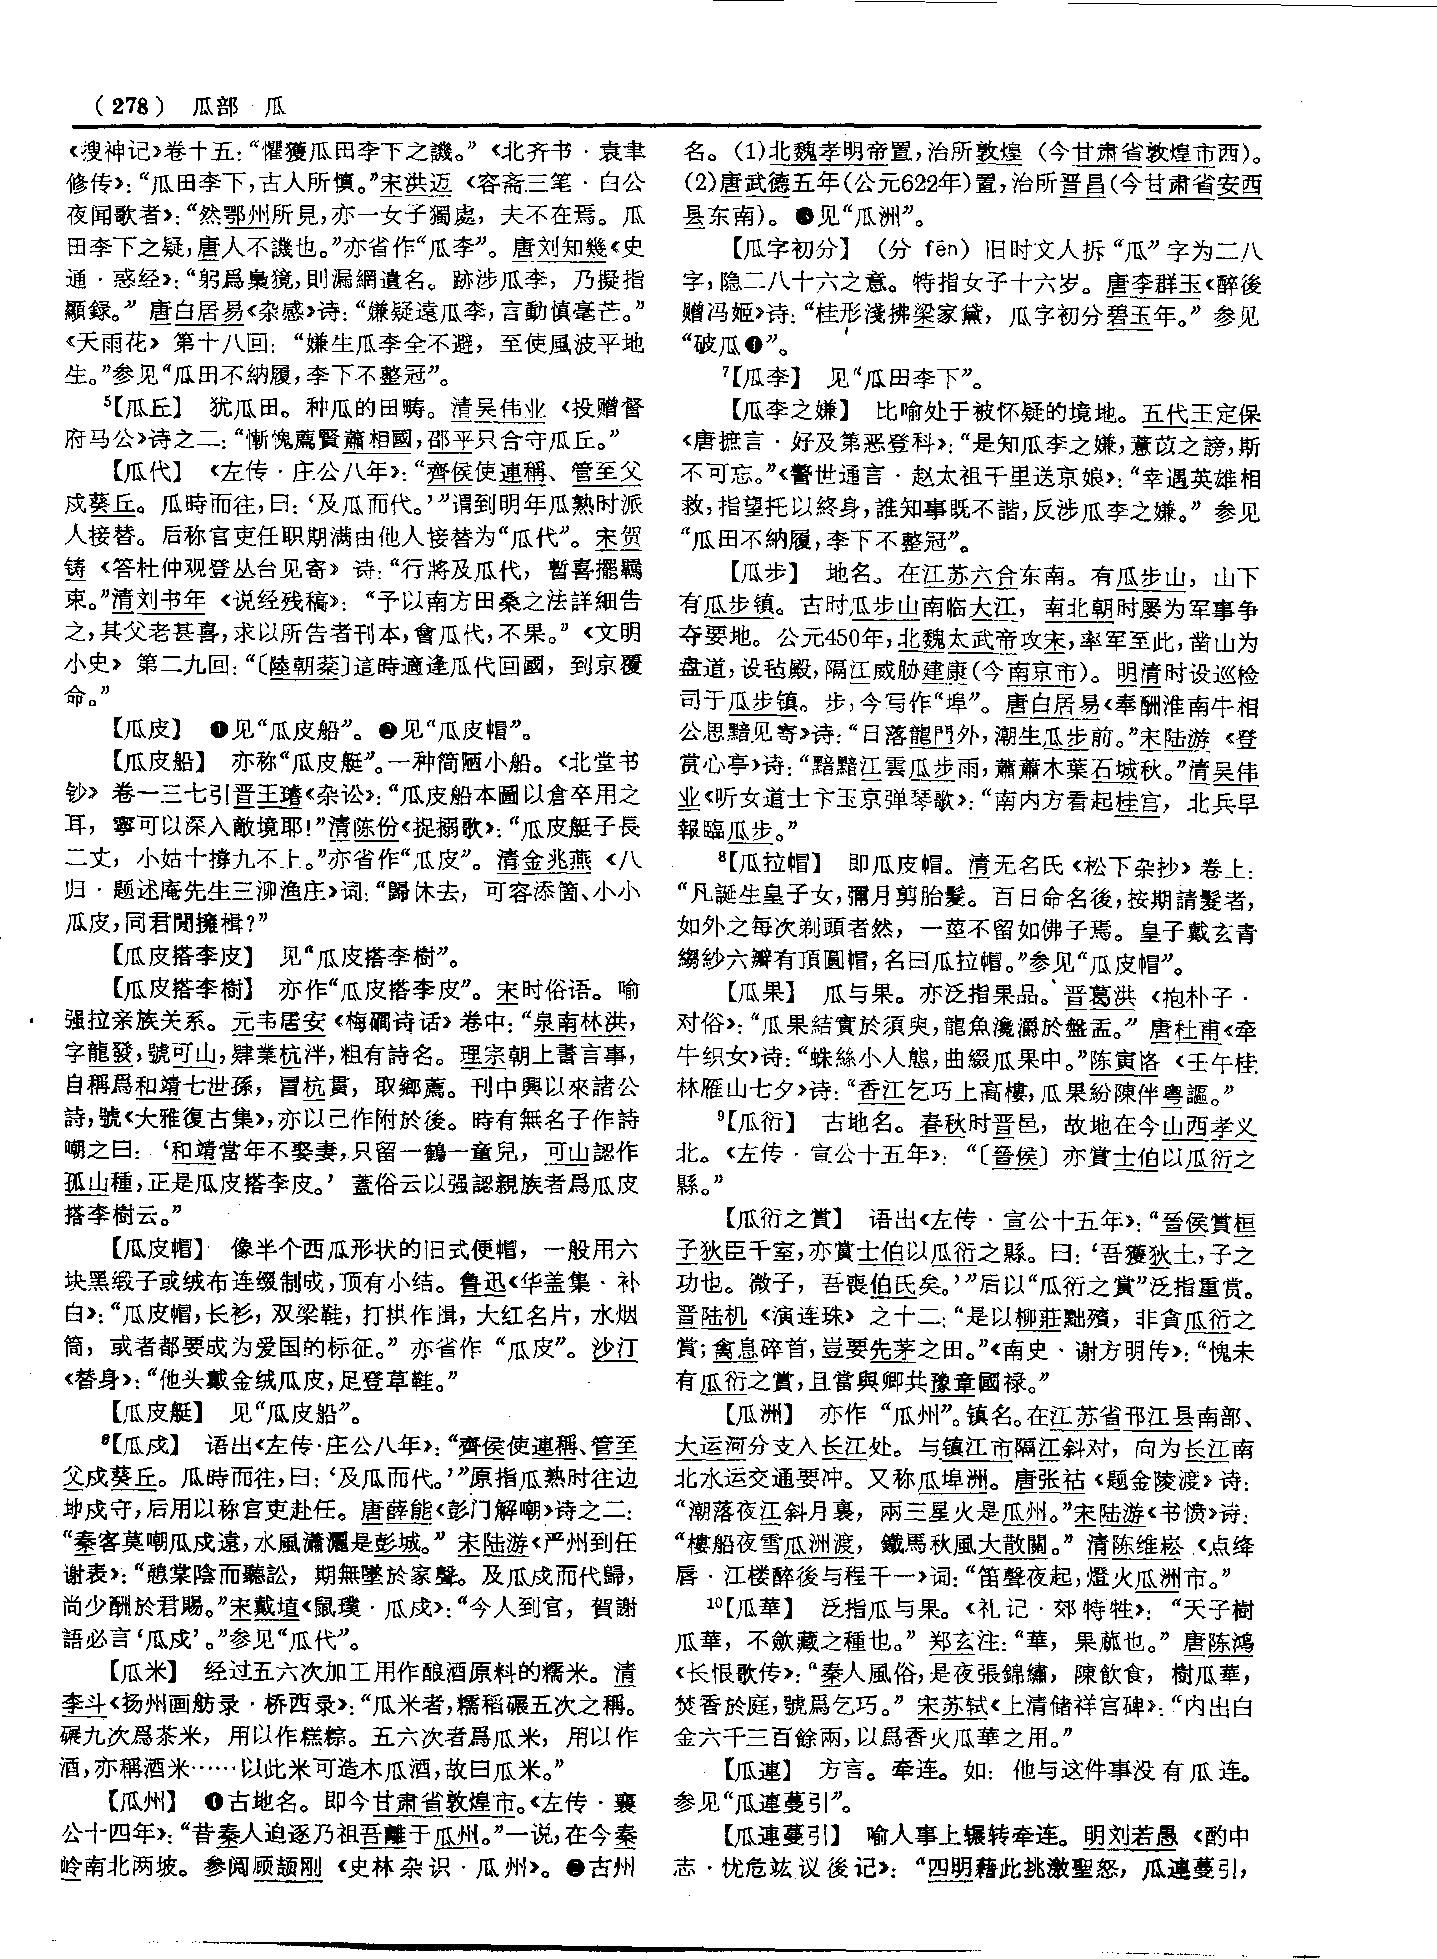 （278） 瓜部 瓜
《搜神记》卷十五：“懼獲瓜田李下之譏。”《北齐书·袁聿
修传》：“瓜田李下，古人所慎。”宋洪迈《容斋三笔·白公
夜闻歌者》：“然鄂州所見，亦一女子獨處，夫不在焉。瓜
田李下之疑，唐人不譏也。”亦省作“瓜李”。唐刘知幾《史
通·惑经》：“躬爲梟獍，則漏網遺名。跡涉瓜李，乃擬指
顯録。”唐白居易《杂感》诗：“嫌疑遠瓜李，言動慎毫芒。”
《天雨花》第十八回：“嫌生瓜李全不避，至使風波平地
生。”参见“瓜田不納履，李下不整冠”。
⁵【瓜丘】 犹瓜田。种瓜的田畴。清吴伟业《投赠督
府马公》诗之二：“慚愧薦賢蕭相國，邵平只合守瓜丘。”
【瓜代】 《左传·庄公八年》：“齊侯使連稱、管至父
戍葵丘。瓜時而往，曰：‘及瓜而代。’”谓到明年瓜熟时派
人接替。后称官吏任职期满由他人接替为“瓜代”。宋贺
铸《答杜仲观登丛台见寄》诗：“行將及瓜代，暫喜擺羈
束。”清刘书年《说经残稿》：“予以南方田桑之法詳細告
之，其父老甚喜，求以所告者刊本，會瓜代，不果。”《文明
小史》第二九回：“〔陸朝棻〕這時適逢瓜代回國，到京覆
命。”
【瓜皮】 ❶见“瓜皮船”。❷见“瓜皮帽”。
【瓜皮船】 亦称“瓜皮艇”。一种简陋小船。《北堂书
钞》卷一三七引晋王璿《杂讼》：“瓜皮船本圖以倉卒用之
耳，寧可以深入敵境耶！”清陈份《捉搦歌》：“瓜皮艇子長
二丈，小姑十撐九不上。”亦省作“瓜皮”。清金兆燕《八
归·题述庵先生三泖渔庄》词：“歸休去，可容添箇、小小
瓜皮，同君閒擁楫？”
【瓜皮搭李皮】 见“瓜皮搭李樹”。
【瓜皮搭李樹】 亦作“瓜皮搭李皮”。宋时俗语。喻
强拉亲族关系。元韦居安《梅磵诗话》卷中：“泉南林洪，
字龍發，號可山，肄業杭泮，粗有詩名。理宗朝上書言事，
自稱爲和靖七世孫，冒杭貫，取鄉薦。刊中興以來諸公
詩，號《大雅復古集》，亦以己作附於後。時有無名子作詩
嘲之曰：‘和靖當年不娶妻，只留一鶴一童兒，可山認作
孤山種，正是瓜皮搭李皮。’蓋俗云以强認親族者爲瓜皮
搭李樹云。”
【瓜皮帽】 像半个西瓜形状的旧式便帽，一般用六
块黑缎子或绒布连缀制成，顶有小结。鲁迅《华盖集·补
白》：“瓜皮帽，长衫，双梁鞋，打拱作揖，大红名片，水烟
筒，或者都要成为爱国的标征。”亦省作“瓜皮”。沙汀
《替身》：“他头戴金绒瓜皮，足登草鞋。”
【瓜皮艇】 见“瓜皮船”。
⁶【瓜戍】 语出《左传·庄公八年》：“齊侯使連稱、管至
父戍葵丘。瓜時而往，曰：‘及瓜而代。’”原指瓜熟时往边
地戍守，后用以称官吏赴任。唐薛能《彭门解嘲》诗之二：
“秦客莫嘲瓜戍遠，水風瀟灑是彭城。”宋陆游《严州到任
谢表》：“憩棠陰而聽訟，期無墜於家聲。及瓜戍而代歸，
尚少酬於君賜。”宋戴埴《鼠璞·瓜戍》：“今人到官，賀謝
語必言‘瓜戍’。”参见“瓜代”。
【瓜米】 经过五六次加工用作酿酒原料的糯米。清
李斗《扬州画舫录·桥西录》：“瓜米者，糯稻碾五次之稱。
碾九次爲茶米，用以作糕粽。五六次者爲瓜米，用以作
酒，亦稱酒米……以此米可造木瓜酒，故曰瓜米。”
【瓜州】 ❶古地名。即今甘肃省敦煌市。《左传·襄
公十四年》：“昔秦人迫逐乃祖吾離于瓜州。”一说，在今秦
岭南北两坡。参阅顾颉刚《史林杂识·瓜州》。❷古州
名。(1)北魏孝明帝置，治所敦煌（今甘肃省敦煌市西）。
(2)唐武德五年(公元622年)置，治所晋昌(今甘肃省安西
县东南)。❸见“瓜洲”。
【瓜字初分】 （分 fēn）旧时文人拆“瓜”字为二八
字，隐二八十六之意。特指女子十六岁。唐李群玉《醉後
赠冯姬》诗：“桂形淺拂梁家黛，瓜字初分碧玉年。”参见
“破瓜❶”。
⁷【瓜李】 见“瓜田李下”。
【瓜李之嫌】 比喻处于被怀疑的境地。五代王定保
《唐摭言·好及第恶登科》：“是知瓜李之嫌，薏苡之謗，斯
不可忘。”《警世通言·赵太祖千里送京娘》：“幸遇英雄相
救，指望托以終身，誰知事既不諧，反涉瓜李之嫌。”参见
“瓜田不納履，李下不整冠”。
【瓜步】 地名。在江苏六合东南。有瓜步山，山下
有瓜步镇。古时瓜步山南临大江，南北朝时屡为军事争
夺要地。公元450年，北魏太武帝攻宋，率军至此，凿山为
盘道，设毡殿，隔江威胁建康(今南京市)。明清时设巡检
司于瓜步镇。步，今写作“埠”。唐白居易《奉酬淮南牛相
公思黯见寄》诗：“日落龍門外，潮生瓜步前。”宋陆游《登
赏心亭》诗：“黯黯江雲瓜步雨，蕭蕭木葉石城秋。”清吴伟
业《听女道士卞玉京弹琴歌》：“南内方看起桂宫，北兵早
報臨瓜步。”
⁸【瓜拉帽】 即瓜皮帽。清无名氏《松下杂抄》卷上：
“凡誕生皇子女，彌月剪胎髮。百日命名後，按期請髮者，
如外之每次剃頭者然，一莖不留如佛子焉。皇子戴玄青
縐紗六瓣有頂圓帽，名曰瓜拉帽。”参见“瓜皮帽”。
【瓜果】 瓜与果。亦泛指果品。晋葛洪《抱朴子·
对俗》：“瓜果結實於須臾，龍魚瀺灂於盤盂。”唐杜甫《牵
牛织女》诗：“蛛絲小人態，曲綴瓜果中。”陈寅恪《壬午桂
林雁山七夕》诗：“香江乞巧上高樓，瓜果紛陳伴粵謳。”
⁹【瓜衍】 古地名。春秋时晋邑，故地在今山西孝义
北。《左传·宣公十五年》：“〔晉侯〕亦賞士伯以瓜衍之
縣。”
【瓜衍之賞】 语出《左传·宣公十五年》：“晉侯賞桓
子狄臣千室，亦賞士伯以瓜衍之縣。曰：‘吾獲狄土，子之
功也。微子，吾喪伯氏矣。’”后以“瓜衍之賞”泛指重赏。
晋陆机《演连珠》之十二：“是以柳莊黜殯，非貪瓜衍之
賞；禽息碎首，豈要先茅之田。”《南史·谢方明传》：“愧未
有瓜衍之賞，且當與卿共豫章國禄。”
【瓜洲】 亦作“瓜州”。镇名。在江苏省邗江县南部、
大运河分支入长江处。与镇江市隔江斜对，向为长江南
北水运交通要冲。又称瓜埠洲。唐张祜《题金陵渡》诗：
“潮落夜江斜月裏，兩三星火是瓜州。”宋陆游《书愤》诗：
“樓船夜雪瓜洲渡，鐵馬秋風大散關。”清陈维崧《点绛
唇·江楼醉後与程千一》词：“笛聲夜起，燈火瓜洲市。”
¹⁰【瓜華】 泛指瓜与果。《礼记·郊特牲》：“天子樹
瓜華，不斂藏之種也。”郑玄注：“華，果蓏也。”唐陈鸿
《长恨歌传》：“秦人風俗，是夜張錦繡，陳飲食，樹瓜華，
焚香於庭，號爲乞巧。”宋苏轼《上清储祥宫碑》：“内出白
金六千三百餘兩，以爲香火瓜華之用。”
【瓜連】 方言。牵连。如：他与这件事没有瓜连。
参见“瓜連蔓引”。
【瓜連蔓引】 喻人事上辗转牵连。明刘若愚《酌中
志·忧危竑议後记》：“四明藉此挑激聖怒，瓜連蔓引，